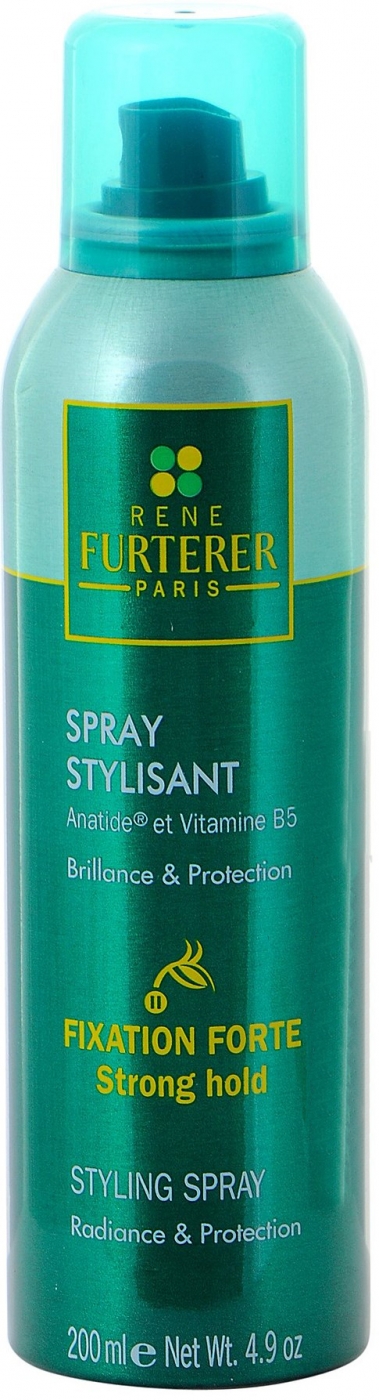 RENE
FURTERER
PARIS
SPRAY
STYLISANT
Anatide® et Vitamine B5
Brillance & Protection
II
FIXATION FORTE
Strong hold
STYLING SPRAY
Radiance & Protection
200 ml e Net Wt. 4.9 oz